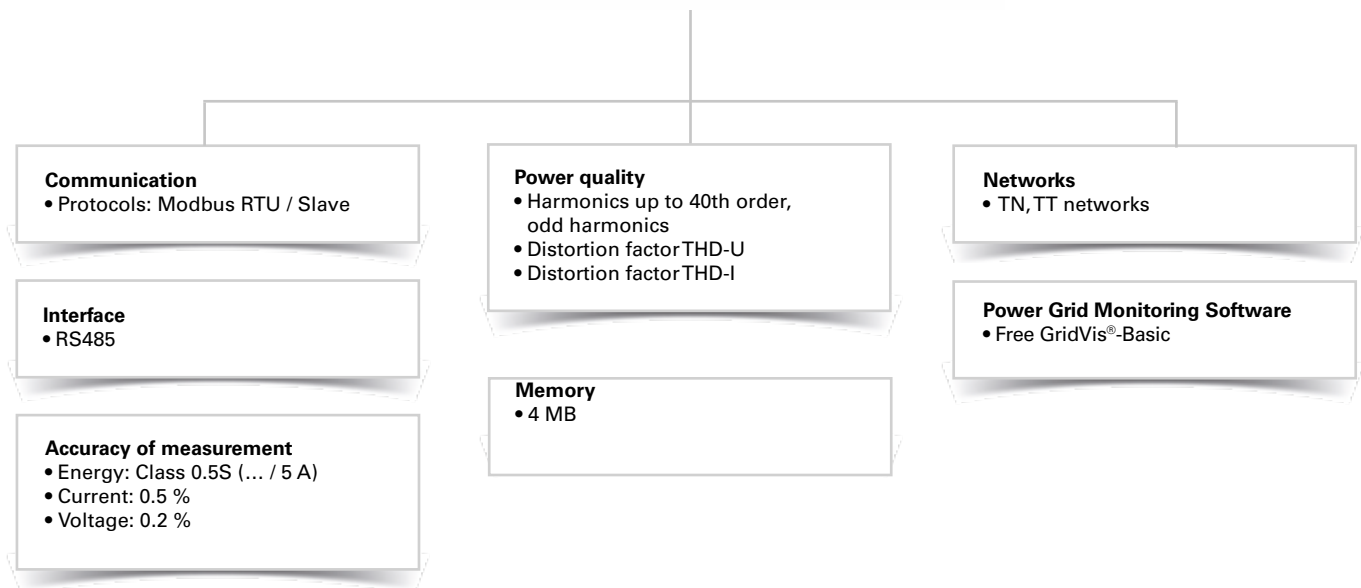 Communication
• Protocols: Modbus RTU / Slave
Interface
• RS485
Accuracy of measurement
• Energy: Class 0.5S (… / 5 A)
• Current: 0.5 %
• Voltage: 0.2 %
Power quality
• Harmonics up to 40th order,
odd harmonics
• Distortion factor THD-U
• Distortion factor THD-I
Memory
• 4 MB
Networks
• TN, TT networks
Power Grid Monitoring Software
• Free GridVis®-Basic